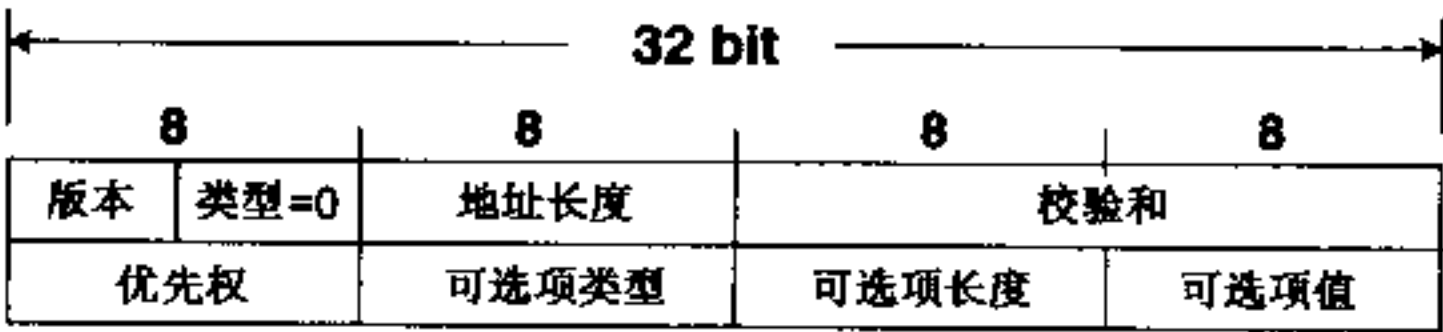 32 bit
8 8 8 8
版本 类型=0 地址长度 校验和
优先权 可选项类型 可选项长度 可选项值